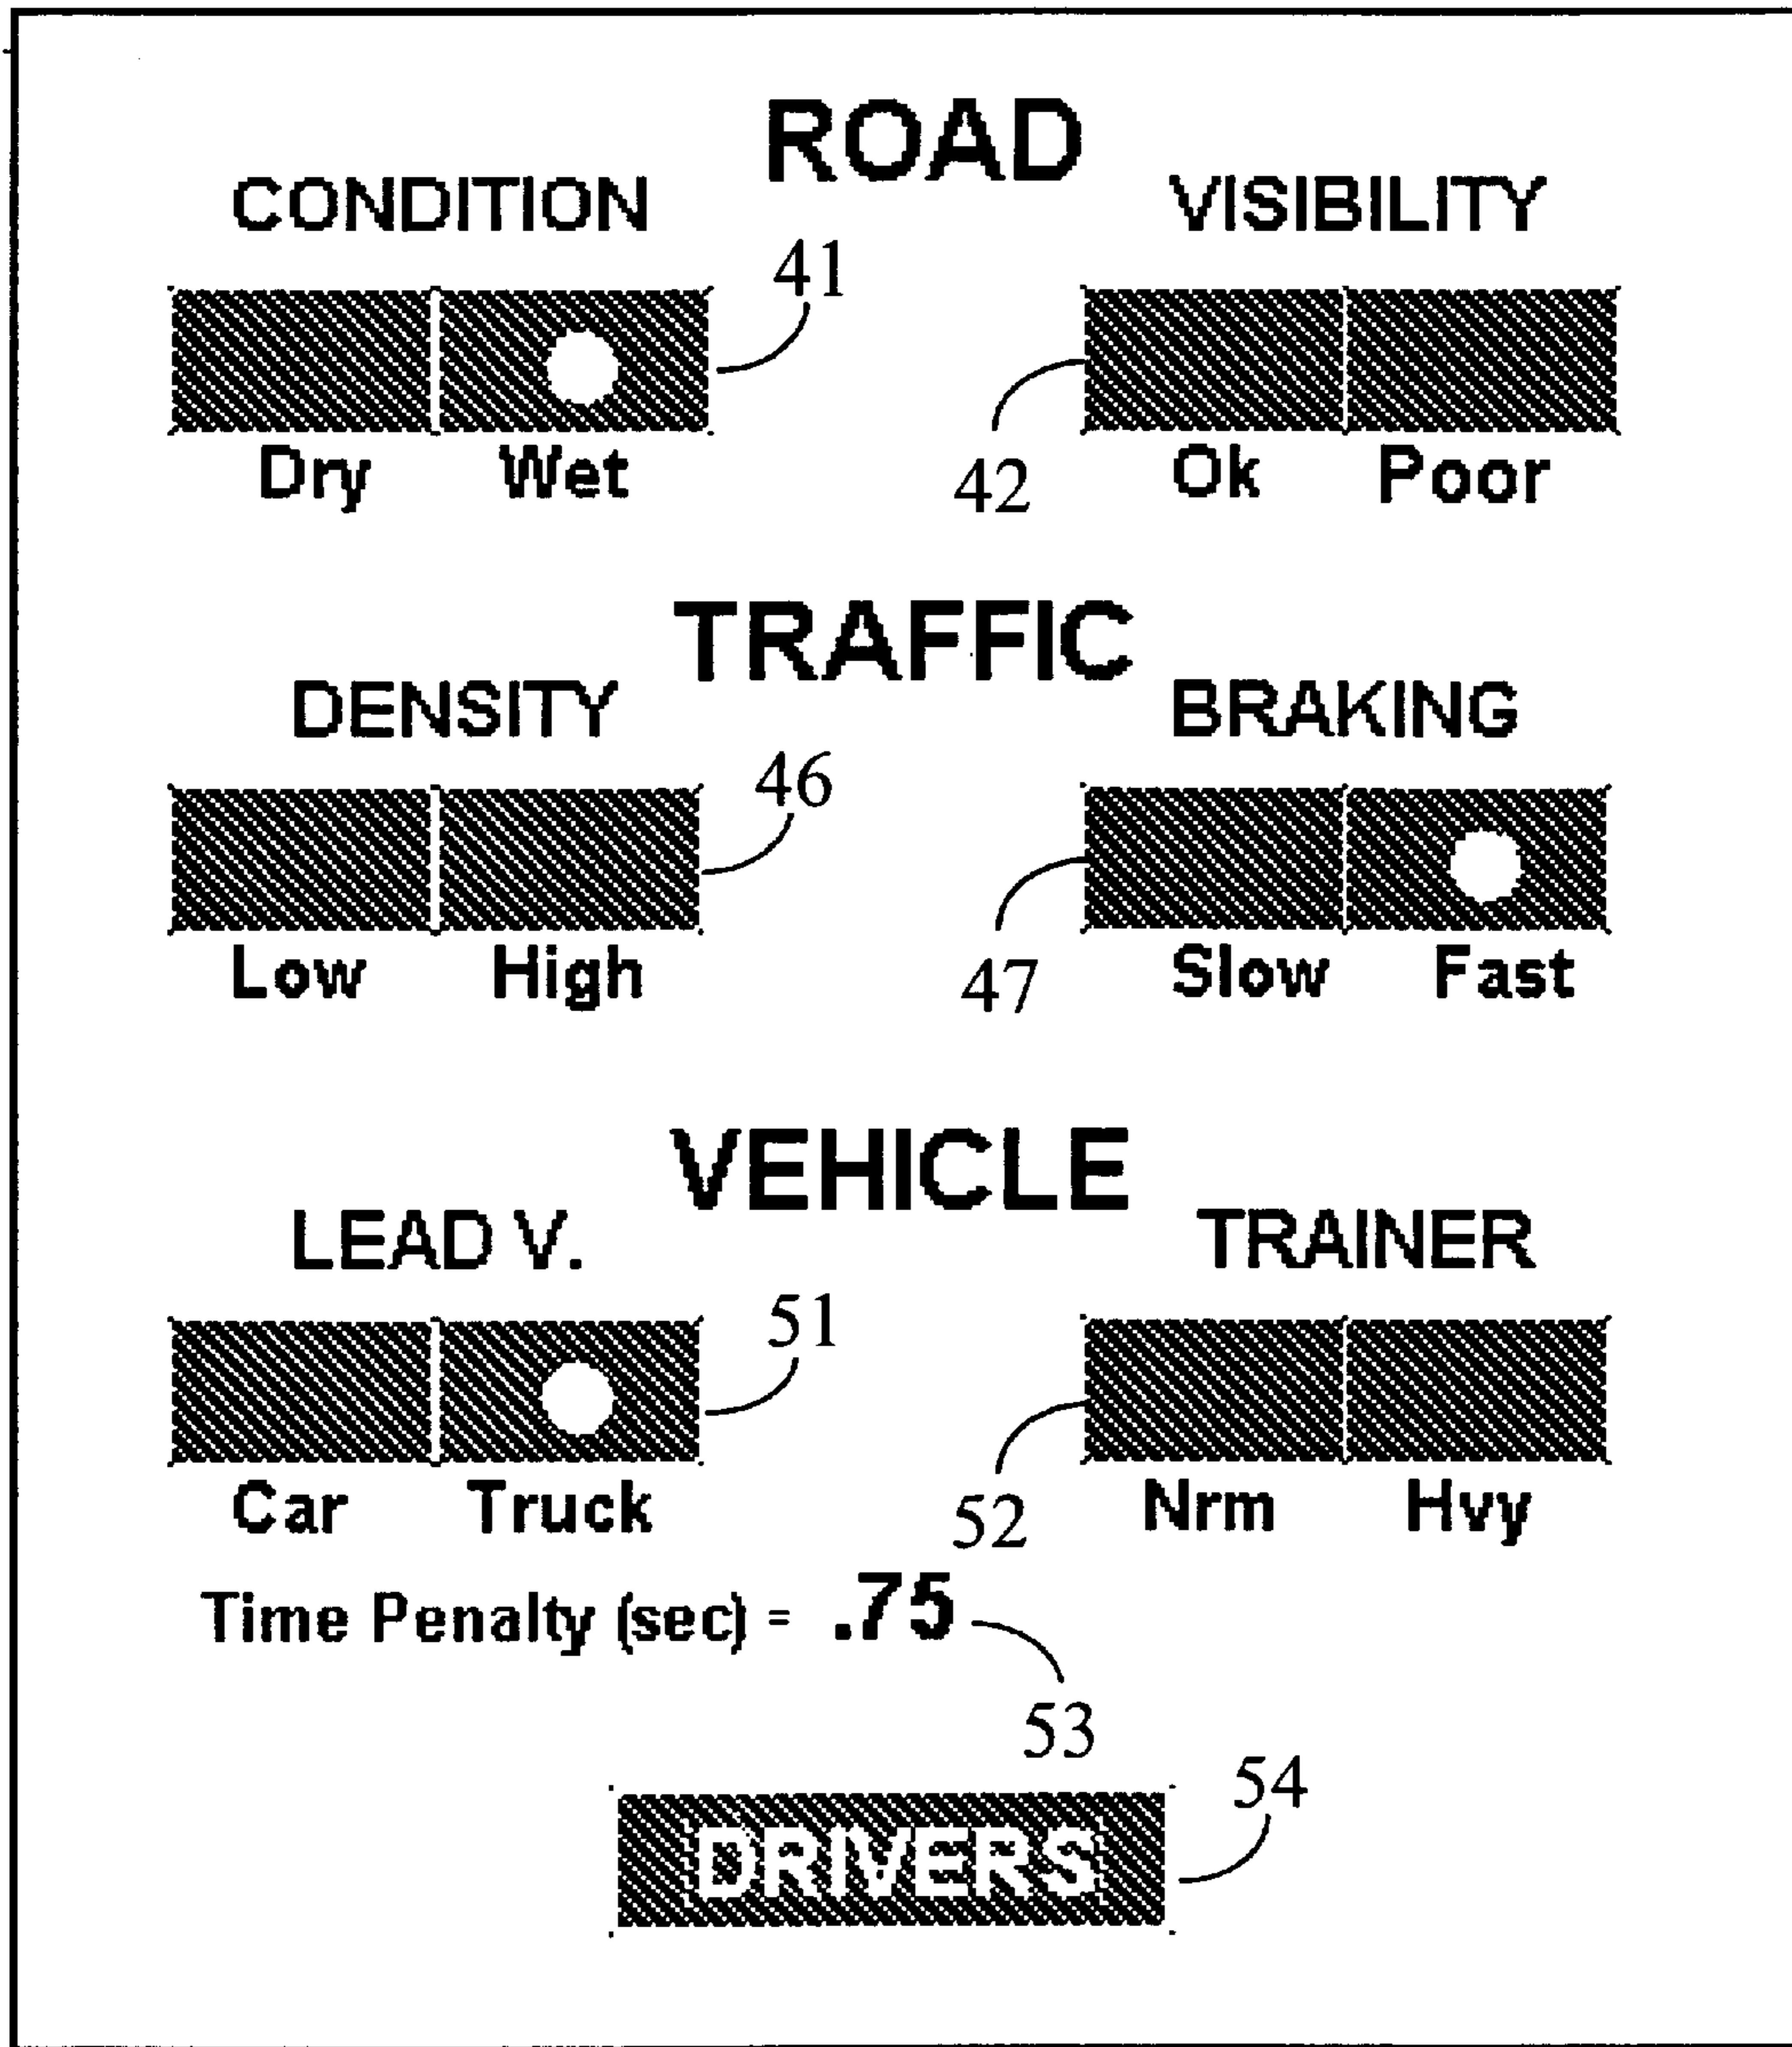 ROAD
CONDITION VISIBILITY
41
Dry Wet 42 Ok Poor
TRAFFIC
DENSITY BRAKING
46
Low High 47 Slow Fast
VEHICLE
LEAD V. TRAINER
51
Car Truck 52 Nrm Hvy
Time Penalty (sec) = .75
53
54
DRIVERS